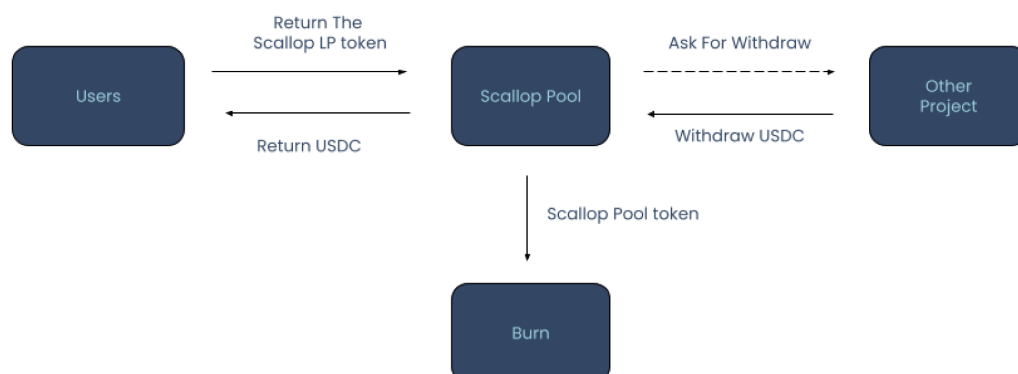 Return The
Scallop LP token
Ask For Withdraw
Users
Scallop Pool
Other
Project
Return USDC
Withdraw USDC
Scallop Pool token
Burn